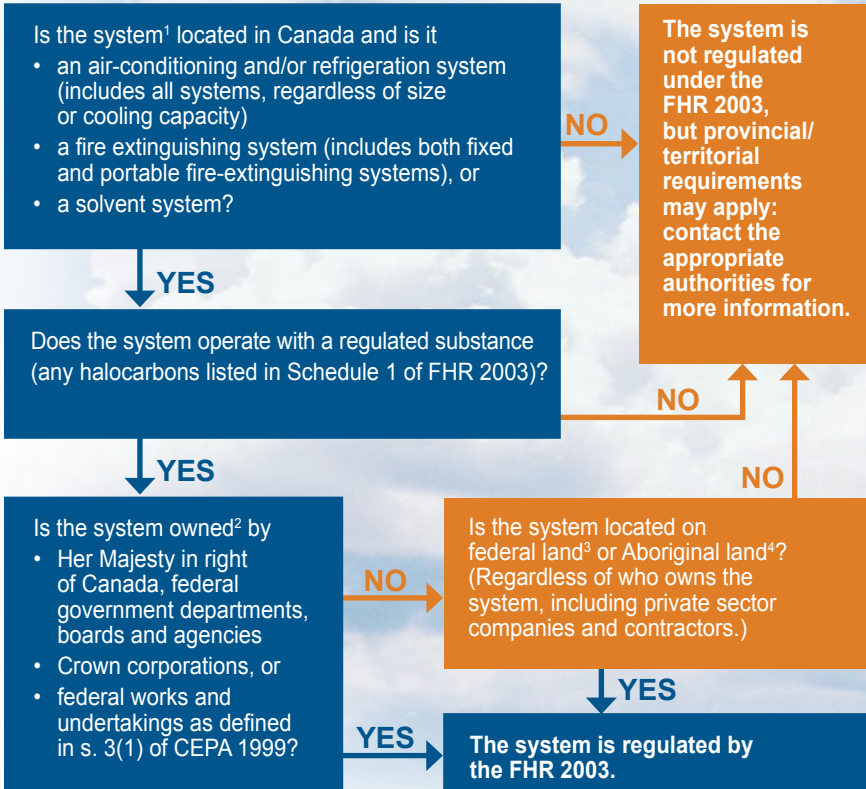 Is the system¹ located in Canada and is it
• an air-conditioning and/or refrigeration system
(includes all systems, regardless of size
or cooling capacity)
• a fire extinguishing system (includes both fixed
and portable fire-extinguishing systems), or
• a solvent system?
NO
The system is
not regulated
under the
FHR 2003,
but provincial/
territorial
requirements
may apply:
contact the
appropriate
authorities for
more information.
YES
Does the system operate with a regulated substance
(any halocarbons listed in Schedule 1 of FHR 2003)?
NO
YES
NO
Is the system owned² by
• Her Majesty in right
of Canada, federal
government departments,
boards and agencies
• Crown corporations, or
• federal works and
undertakings as defined
in s. 3(1) of CEPA 1999?
NO
Is the system located on
federal land³ or Aboriginal land⁴?
(Regardless of who owns the
system, including private sector
companies and contractors.)
YES
YES
The system is regulated by
the FHR 2003.